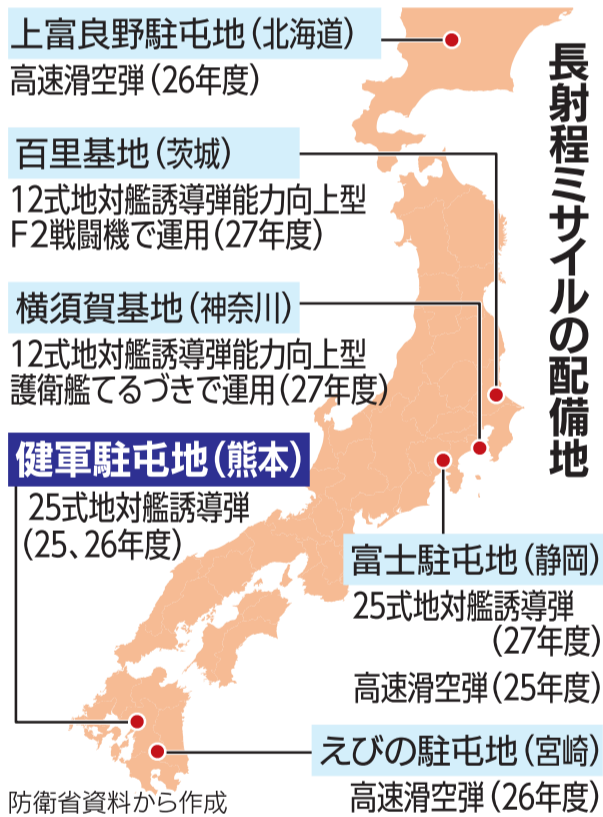 長射程ミサイルの配備地
上富良野駐屯地(北海道)
高速滑空弾(26年度)
百里基地(茨城)
12式地対艦誘導弾能力向上型
F2戦闘機で運用(27年度)
横須賀基地(神奈川)
12式地対艦誘導弾能力向上型
護衛艦てるづきで運用(27年度)
健軍駐屯地(熊本)
25式地対艦誘導弾
(25、26年度)
富士駐屯地(静岡)
25式地対艦誘導弾
(27年度)
高速滑空弾(25年度)
えびの駐屯地(宮崎)
高速滑空弾(26年度)
防衛省資料から作成